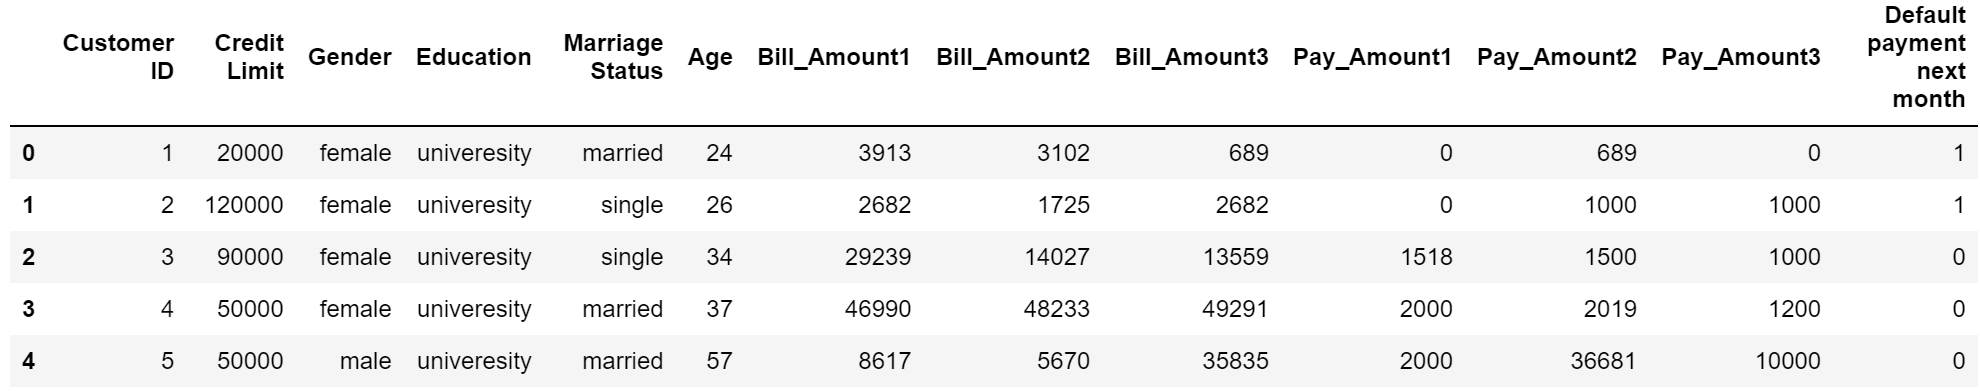 Customer ID Credit Limit Gender Education Marriage Status Age Bill_Amount1 Bill_Amount2 Bill_Amount3 Pay_Amount1 Pay_Amount2 Pay_Amount3 Default payment next month
0 1 20000 female univeresity married 24 3913 3102 689 0 689 0 1
1 2 120000 female univeresity single 26 2682 1725 2682 0 1000 1000 1
2 3 90000 female univeresity single 34 29239 14027 13559 1518 1500 1000 0
3 4 50000 female univeresity married 37 46990 48233 49291 2000 2019 1200 0
4 5 50000 male univeresity married 57 8617 5670 35835 2000 36681 10000 0